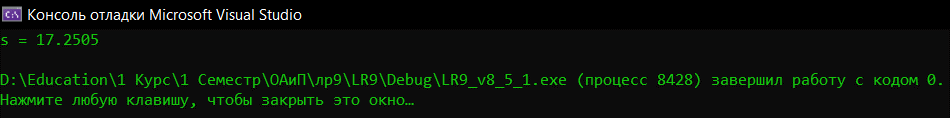 Консоль отладки Microsoft Visual Studio
s = 17.2505
D:\Education\1 Курс\1 Семестр\ОАиП\лр9\LR9\Debug\LR9_v8_5_1.exe (процесс 8428) завершил работу с кодом 0.
Нажмите любую клавишу, чтобы закрыть это окно…